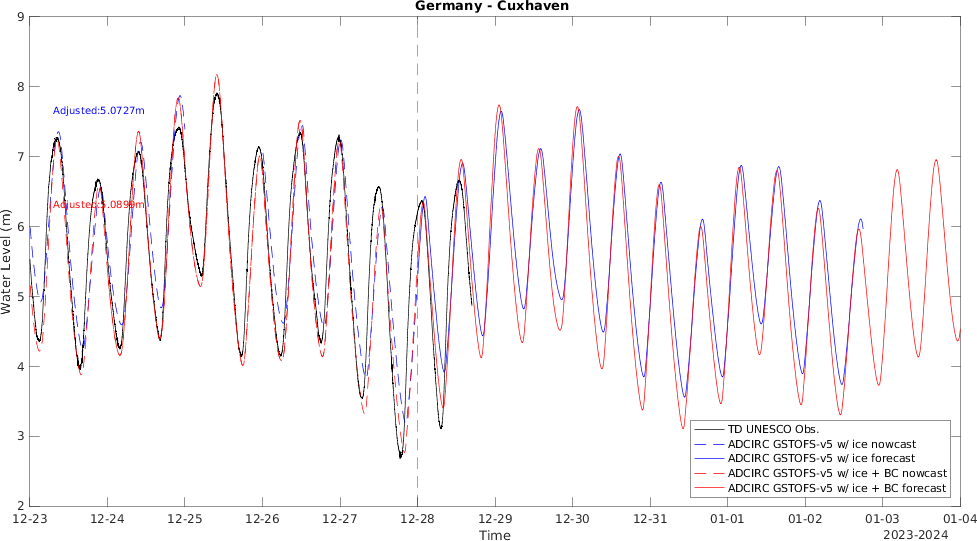 Germany - Cuxhaven
9
8
7
6
5
4
3
2
Water Level (m)
Adjusted:5.0727m
Adjusted:5.0899m
TD UNESCO Obs.
ADCIRC GSTOFS-v5 w/ ice nowcast
ADCIRC GSTOFS-v5 w/ ice forecast
ADCIRC GSTOFS-v5 w/ ice + BC nowcast
ADCIRC GSTOFS-v5 w/ ice + BC forecast
12-23 12-24 12-25 12-26 12-27 12-28 12-29 12-30 12-31 01-01 01-02 01-03 01-04
Time
2023-2024